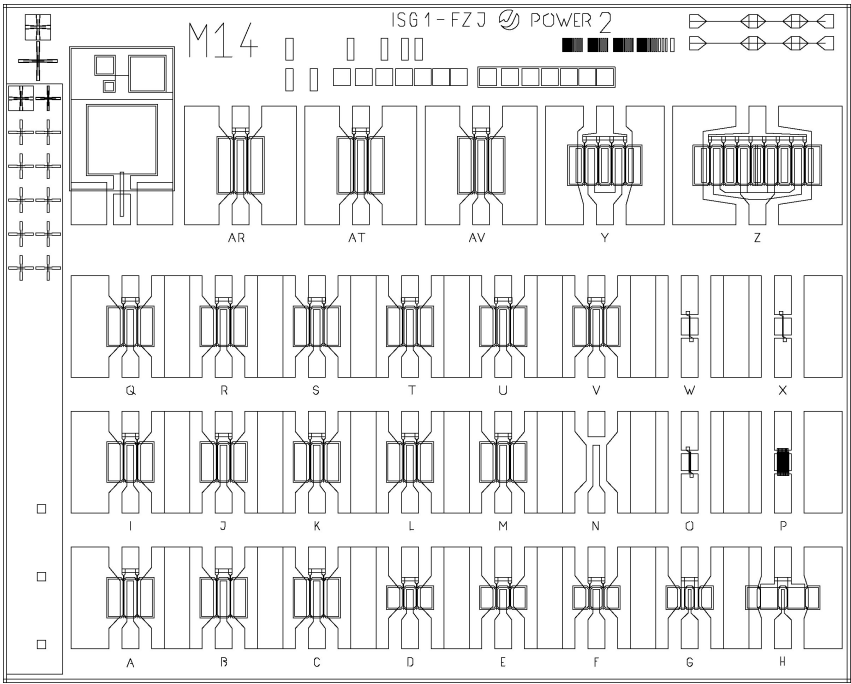 M14 ISG1-FZJ POWER 2
AR AT AV Y Z
Q R S T U V W X
I J K L M N O P
A B C D E F G H